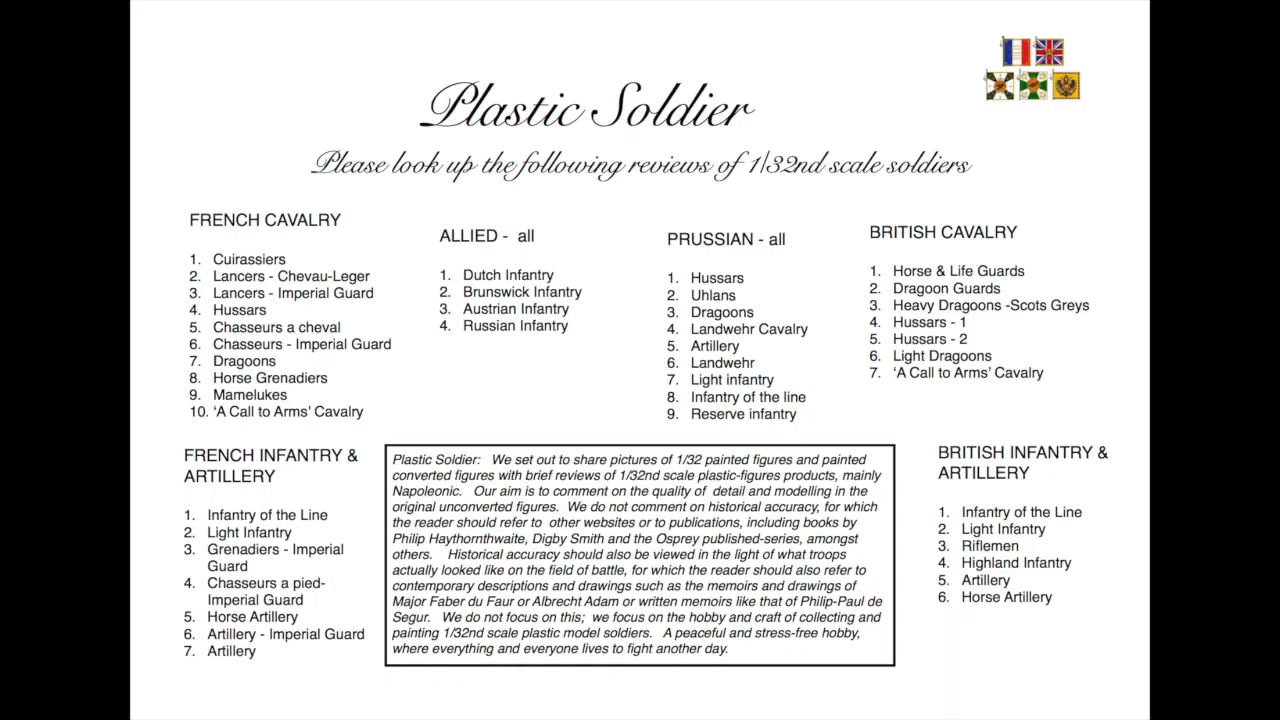 Plastic Soldier
Please look up the following reviews of 1/32nd scale soldiers
FRENCH CAVALRY
1. Cuirassiers
2. Lancers - Chevau-Leger
3. Lancers - Imperial Guard
4. Hussars
5. Chasseurs a cheval
6. Chasseurs - Imperial Guard
7. Dragoons
8. Horse Grenadiers
9. Mamelukes
10. ‘A Call to Arms’ Cavalry
ALLIED - all
1. Dutch Infantry
2. Brunswick Infantry
3. Austrian Infantry
4. Russian Infantry
PRUSSIAN - all
1. Hussars
2. Uhlans
3. Dragoons
4. Landwehr Cavalry
5. Artillery
6. Landwehr
7. Light infantry
8. Infantry of the line
9. Reserve infantry
BRITISH CAVALRY
1. Horse & Life Guards
2. Dragoon Guards
3. Heavy Dragoons -Scots Greys
4. Hussars - 1
5. Hussars - 2
6. Light Dragoons
7. ‘A Call to Arms’ Cavalry
FRENCH INFANTRY &
ARTILLERY
1. Infantry of the Line
2. Light Infantry
3. Grenadiers - Imperial
Guard
4. Chasseurs a pied-
Imperial Guard
5. Horse Artillery
6. Artillery - Imperial Guard
7. Artillery
Plastic Soldier: We set out to share pictures of 1/32 painted figures and painted
converted figures with brief reviews of 1/32nd scale plastic-figures products, mainly
Napoleonic. Our aim is to comment on the quality of detail and modelling in the
original unconverted figures. We do not comment on historical accuracy, for which
the reader should refer to other websites or to publications, including books by
Philip Haythornthwaite, Digby Smith and the Osprey published-series, amongst
others. Historical accuracy should also be viewed in the light of what troops
actually looked like on the field of battle, for which the reader should also refer to
contemporary descriptions and drawings such as the memoirs and drawings of
Major Faber du Faur or Albrecht Adam or written memoirs like that of Philip-Paul de
Segur. We do not focus on this; we focus on the hobby and craft of collecting and
painting 1/32nd scale plastic model soldiers. A peaceful and stress-free hobby,
where everything and everyone lives to fight another day.
BRITISH INFANTRY &
ARTILLERY
1. Infantry of the Line
2. Light Infantry
3. Riflemen
4. Highland Infantry
5. Artillery
6. Horse Artillery